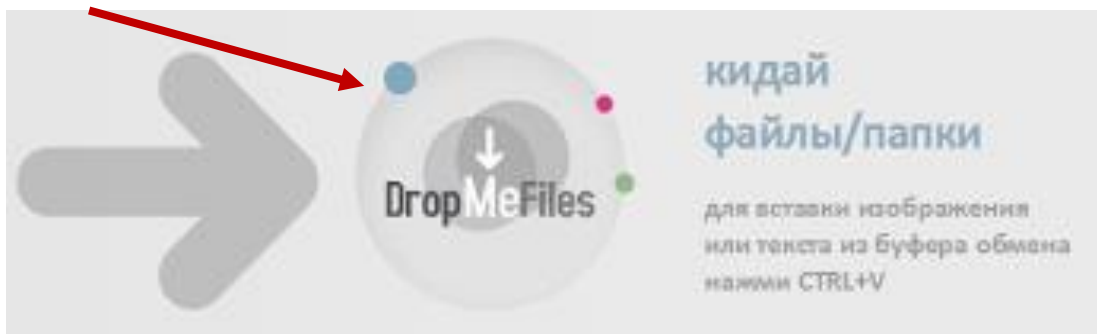 DropMeFiles
кидай
файлы/папки
для вставки изображения
или текста из буфера обмена
нажми CTRL+V